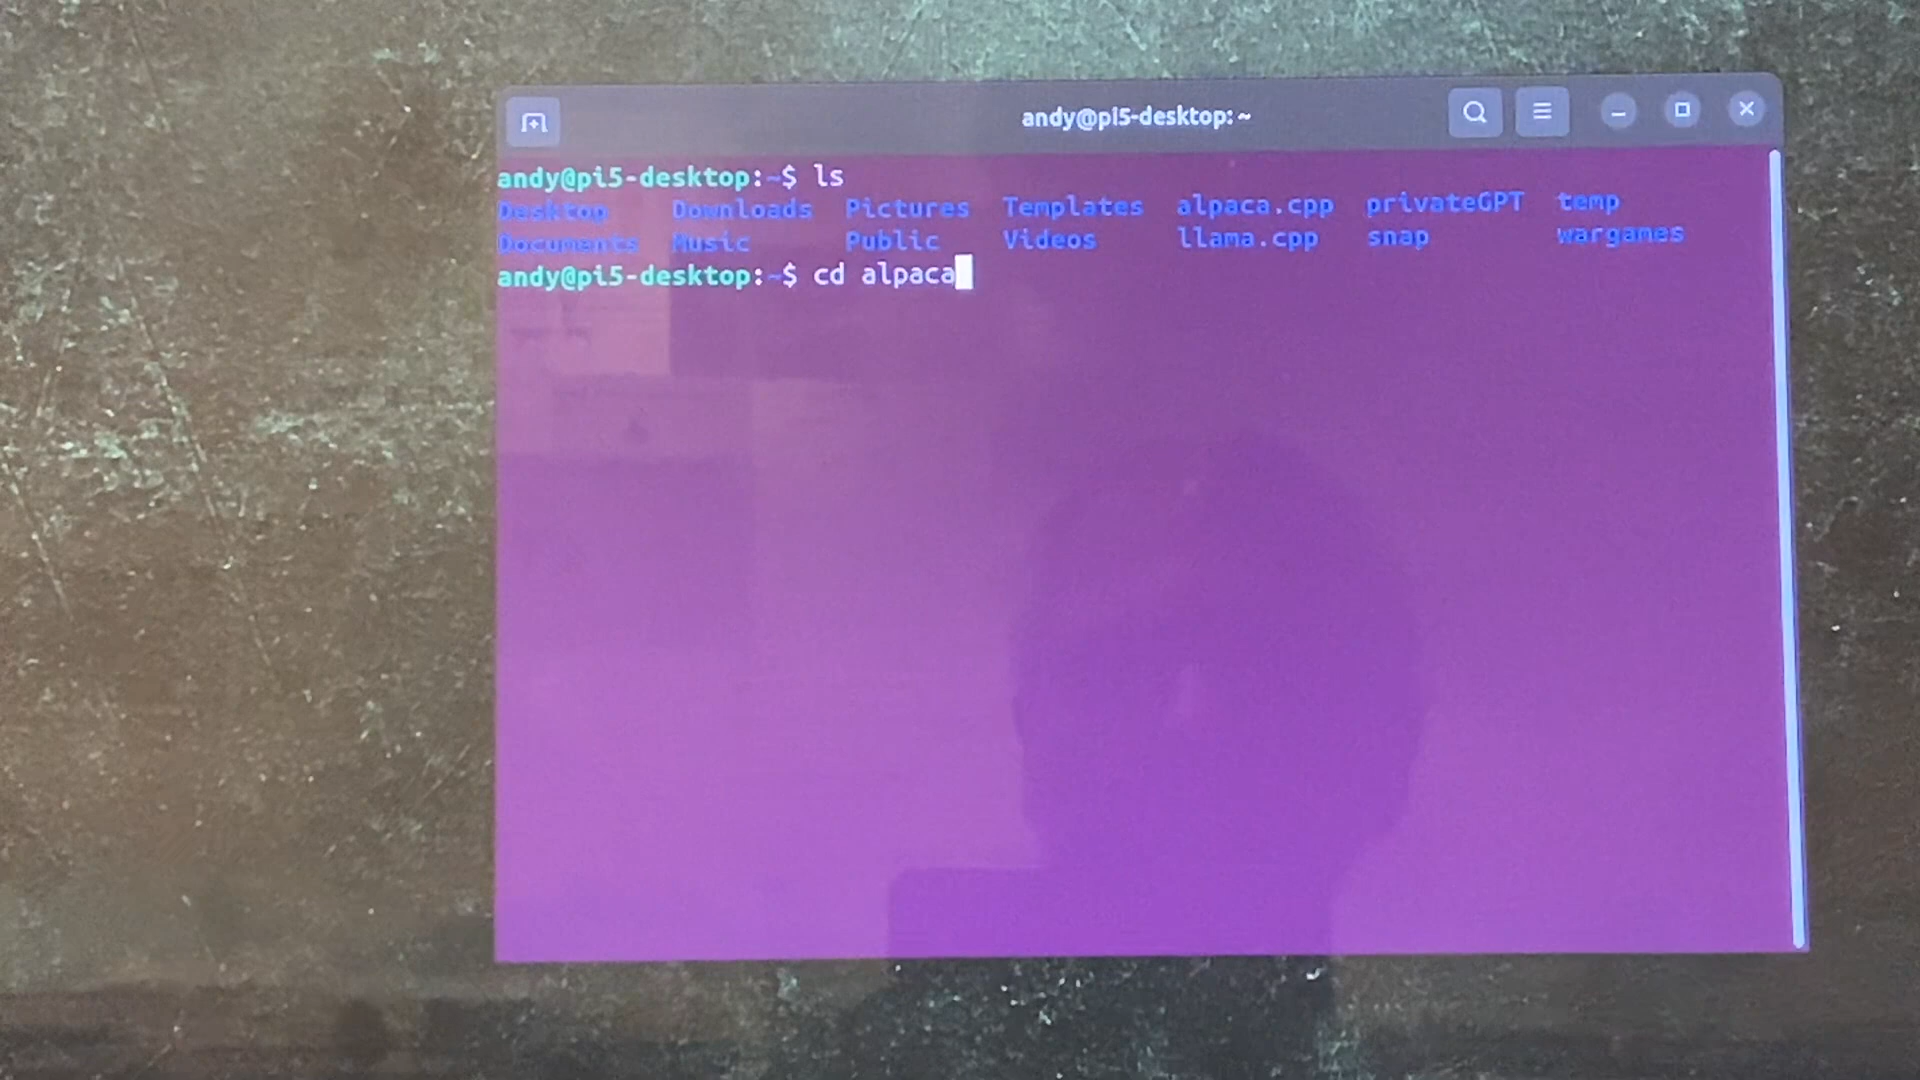 andy@pi5-desktop: ~
andy@pi5-desktop:~$ ls
Desktop Downloads Pictures Templates alpaca.cpp privateGPT temp
Documents Music Public Videos llama.cpp snap wargames
andy@pi5-desktop:~$ cd alpaca